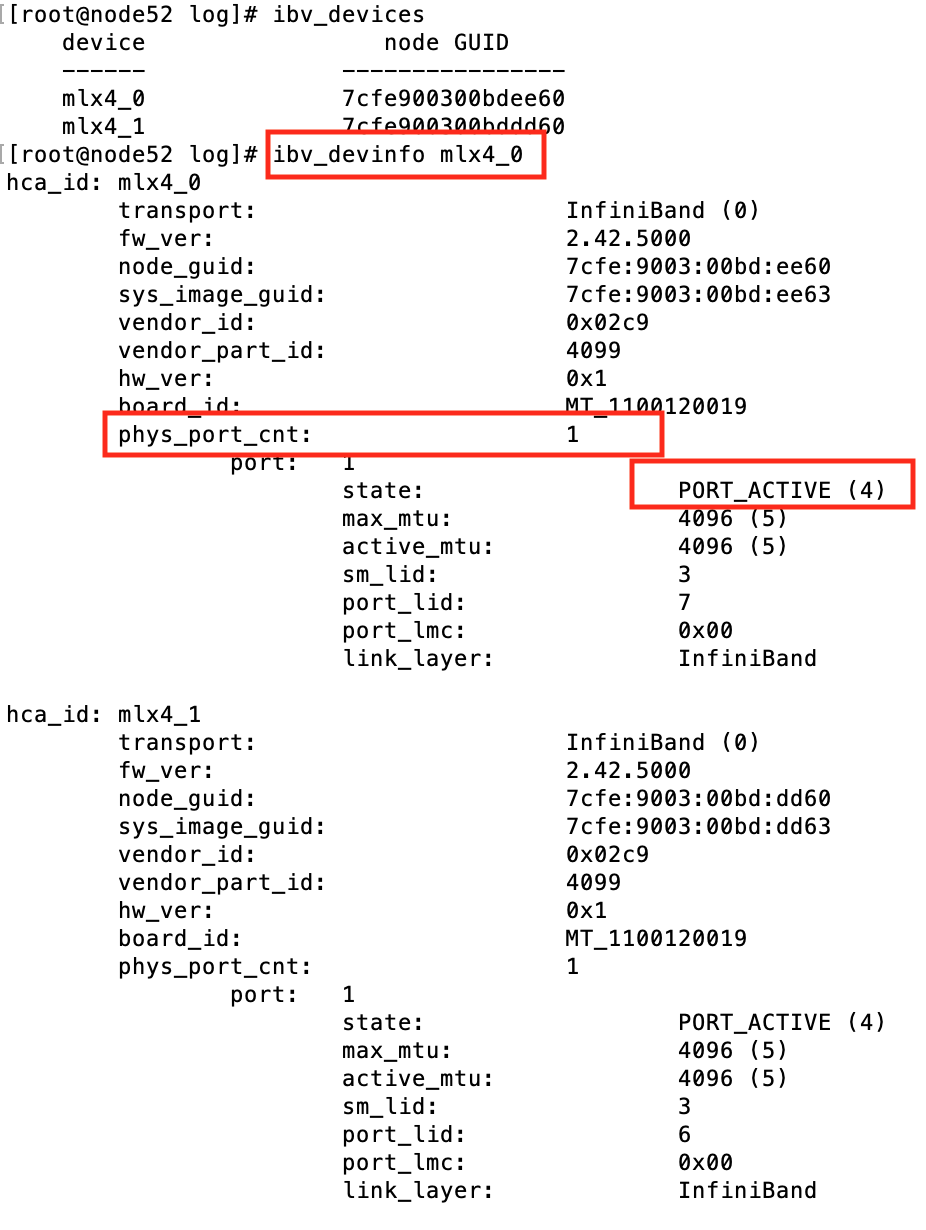 [[root@node52 log]# ibv_devices
    device                 node GUID
    ------              ----------------
    mlx4_0              7cfe900300bdee60
    mlx4_1              7cfe900300bddd60
[[root@node52 log]# ibv_devinfo mlx4_0
hca_id: mlx4_0
        transport:                      InfiniBand (0)
        fw_ver:                         2.42.5000
        node_guid:                      7cfe:9003:00bd:ee60
        sys_image_guid:                 7cfe:9003:00bd:ee63
        vendor_id:                      0x02c9
        vendor_part_id:                 4099
        hw_ver:                         0x1
        board_id:                       MT_1100120019
        phys_port_cnt:                  1
                port:   1
                        state:                  PORT_ACTIVE (4)
                        max_mtu:                4096 (5)
                        active_mtu:             4096 (5)
                        sm_lid:                 3
                        port_lid:               7
                        port_lmc:               0x00
                        link_layer:             InfiniBand

hca_id: mlx4_1
        transport:                      InfiniBand (0)
        fw_ver:                         2.42.5000
        node_guid:                      7cfe:9003:00bd:dd60
        sys_image_guid:                 7cfe:9003:00bd:dd63
        vendor_id:                      0x02c9
        vendor_part_id:                 4099
        hw_ver:                         0x1
        board_id:                       MT_1100120019
        phys_port_cnt:                  1
                port:   1
                        state:                  PORT_ACTIVE (4)
                        max_mtu:                4096 (5)
                        active_mtu:             4096 (5)
                        sm_lid:                 3
                        port_lid:               6
                        port_lmc:               0x00
                        link_layer:             InfiniBand